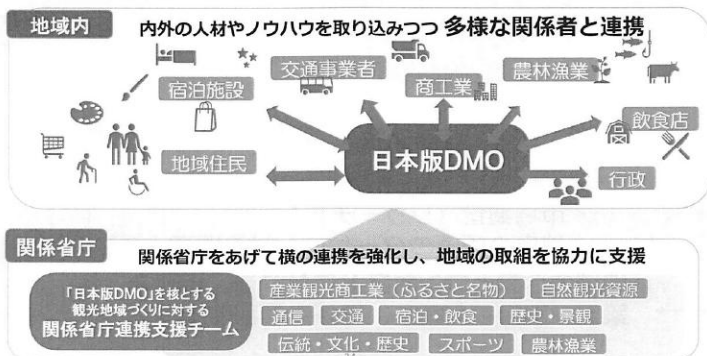 地域内
内外の人材やノウハウを取り込みつつ 多様な関係者と連携
交通事業者
農林漁業
宿泊施設
商工業
飲食店
地域住民
日本版DMO
行政
関係省庁
関係省庁をあげて横の連携を強化し、地域の取組を協力に支援
「日本版DMO」を核とする
観光地域づくりに対する
関係省庁連携支援チーム
産業観光商工業（ふるさと名物） 自然観光資源
通信 交通 宿泊・飲食 歴史・景観
伝統・文化・歴史 スポーツ 農林漁業